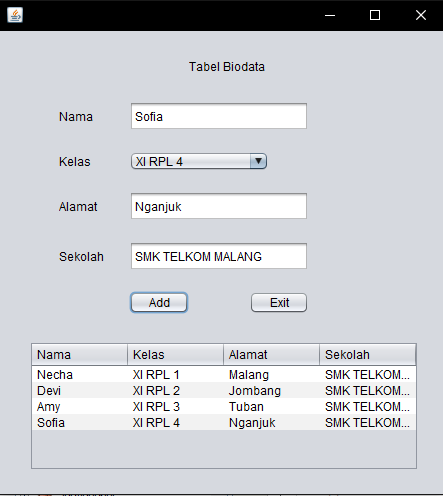 Tabel Biodata
Nama Sofia
Kelas XI RPL 4
Alamat Nganjuk
Sekolah SMK TELKOM MALANG
Add Exit
Nama Kelas Alamat Sekolah
Necha XI RPL 1 Malang SMK TELKOM...
Devi XI RPL 2 Jombang SMK TELKOM...
Amy XI RPL 3 Tuban SMK TELKOM...
Sofia XI RPL 4 Nganjuk SMK TELKOM...